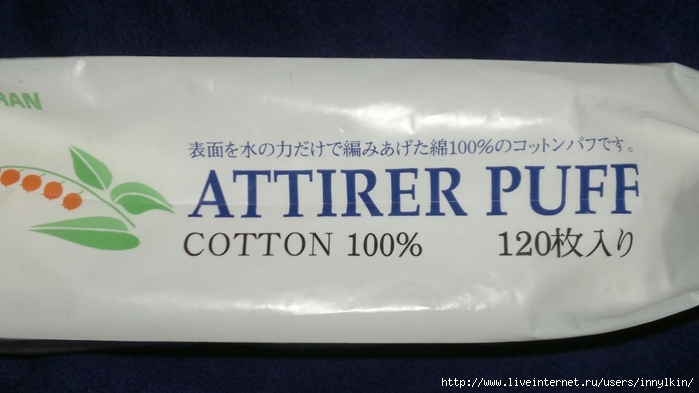 RAN
表面を水の力だけで編みあげた綿100%のコットンパフです。
ATTIRER PUFF
COTTON 100% 120枚入り
http://www.liveinternet.ru/users/innylkin/